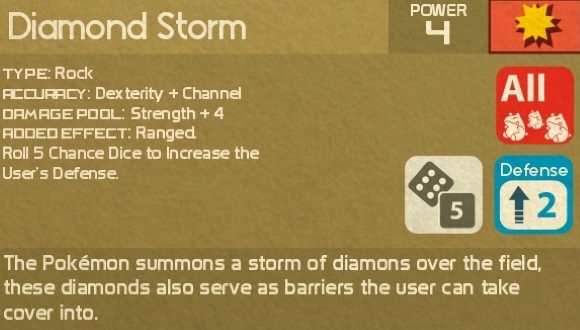 Diamond Storm
POWER
4
TYPE: Rock
ACCURACY: Dexterity + Channel
DAMAGE POOL: Strength + 4
ADDED EFFECT: Ranged.
Roll 5 Chance Dice to Increase the
User's Defense.
All
5
Defense
2
The Pokémon summons a storm of diamons over the field,
these diamonds also serve as barriers the user can take
cover into.